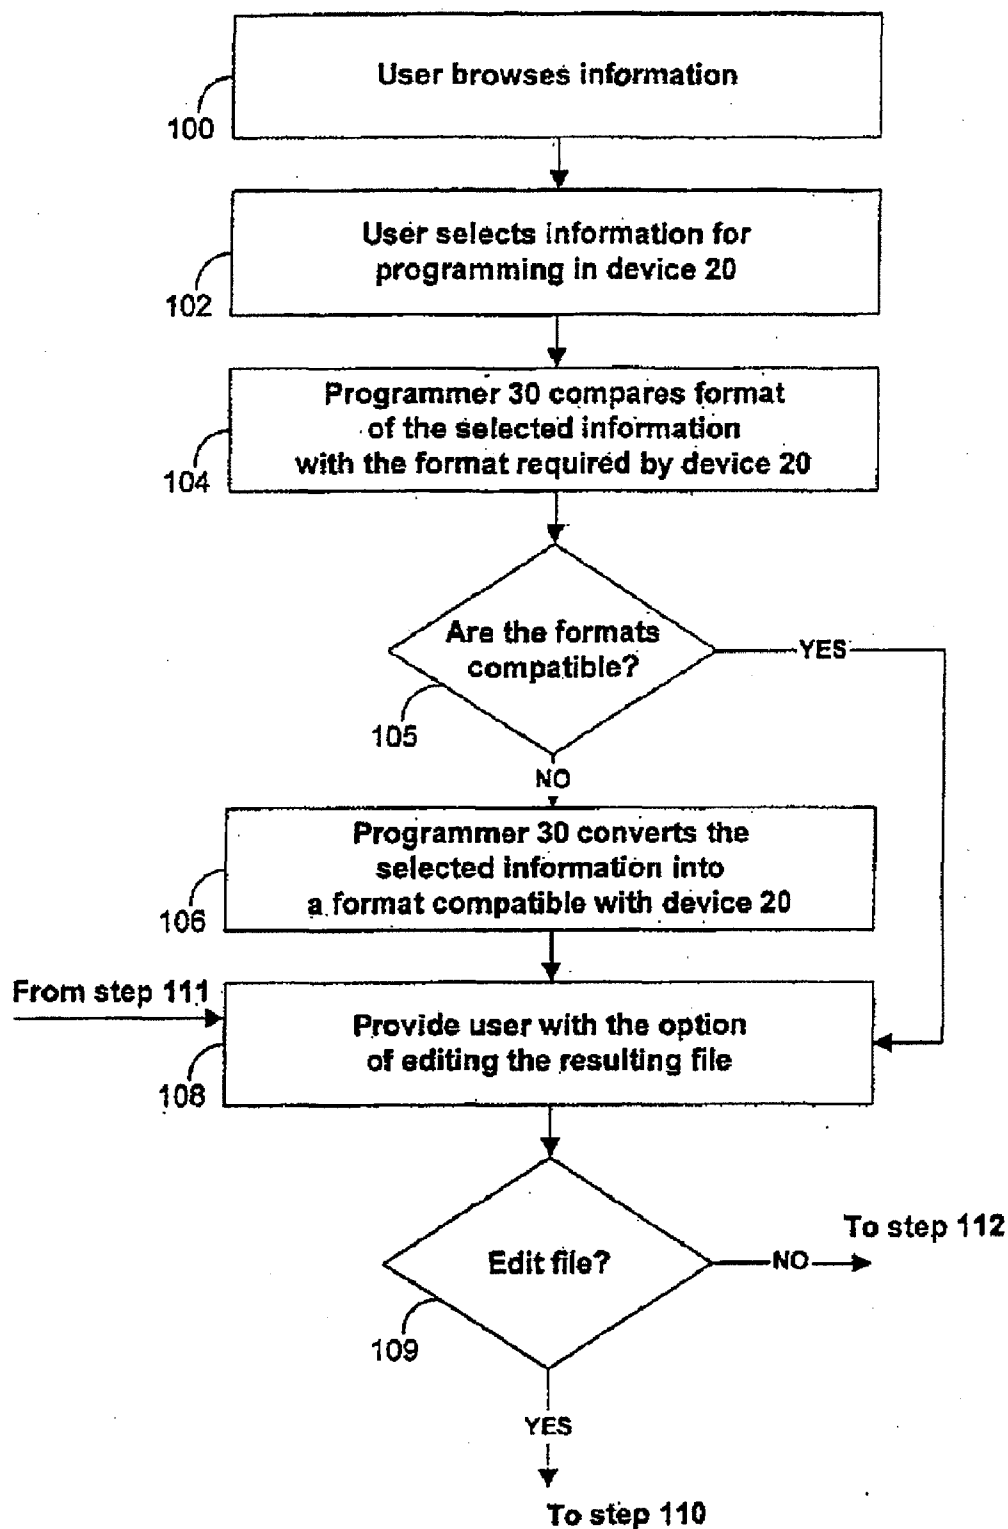 User browses information
100
User selects information for
programming in device 20
102
Programmer 30 compares format
of the selected information
with the format required by device 20
104
Are the formats
compatible?
YES
105
NO
Programmer 30 converts the
selected information into
a format compatible with device 20
106
From step 111
Provide user with the option
of editing the resulting file
108
To step 112
Edit file?
NO
109
YES
To step 110